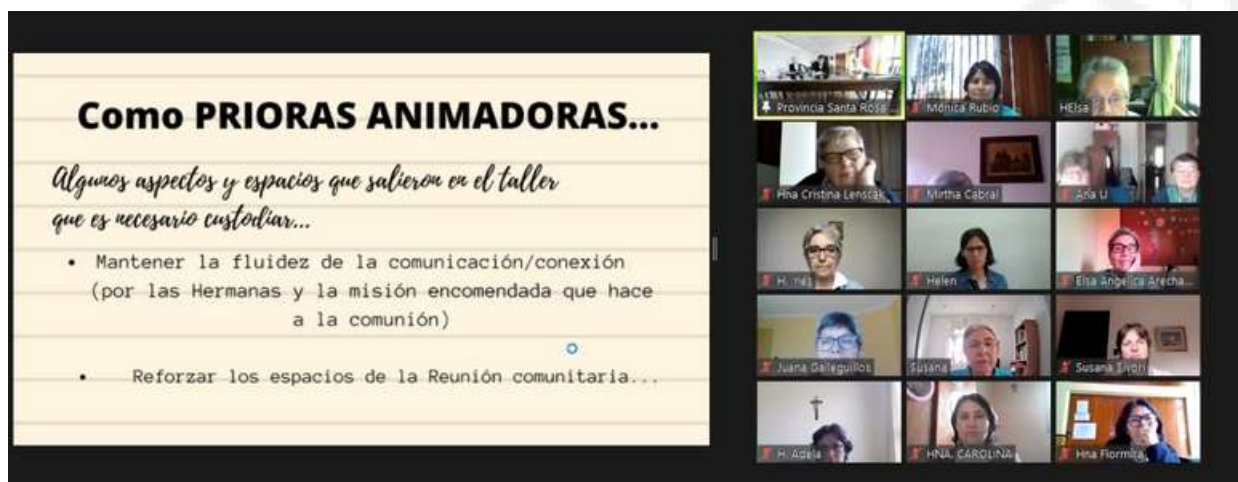 Como PRIORAS ANIMADORAS...
Algunos aspectos y espacios que salieron en el taller
que es necesario custodiar...
• Mantener la fluidez de la comunicación/conexión
(por las Hermanas y la misión encomendada que hace
a la comunión)
• Reforzar los espacios de la Reunión comunitaria...
Provincia Santa Rosa
Mónica Rubio
HElsa
Hna Cristina Lenscak
Mirtha Cabral
Ana U
H. Inés
Helen
Elsa Angelica Arecha...
Juana Galleguillos
Susana
Susana
H. Adela
HNA. CAROLINA
Hna Flormira